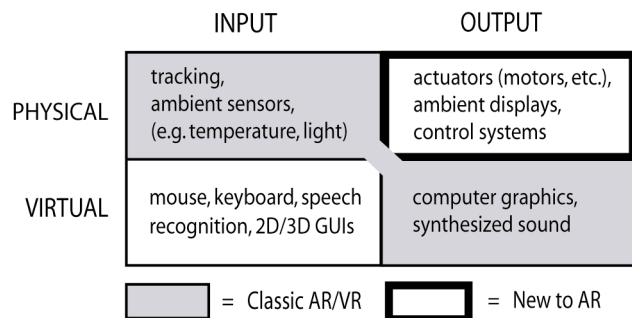 INPUT OUTPUT
PHYSICAL
tracking,
ambient sensors,
(e.g. temperature, light)
actuators (motors, etc.),
ambient displays,
control systems
VIRTUAL
mouse, keyboard, speech
recognition, 2D/3D GUIs
computer graphics,
synthesized sound
= Classic AR/VR = New to AR